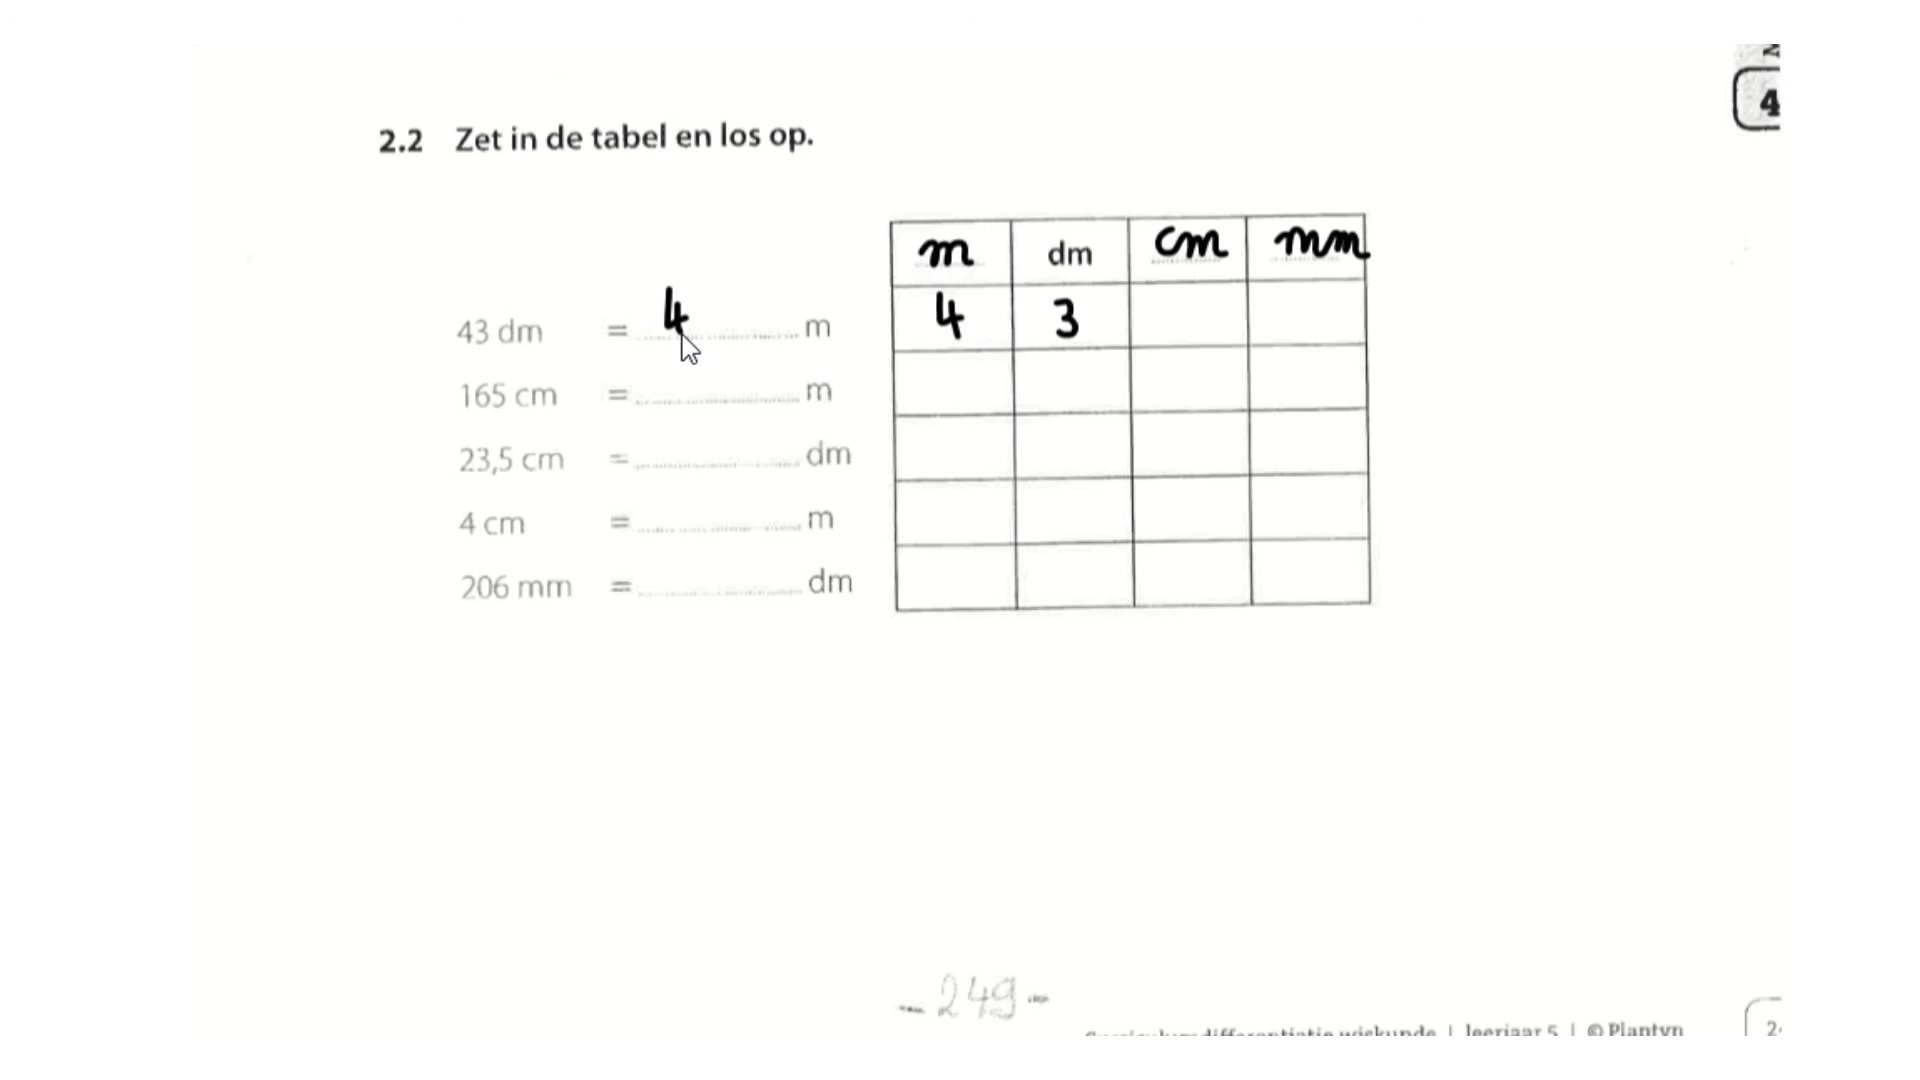 4
2.2 Zet in de tabel en los op.
m dm cm mm
43 dm = 4 m 4 3
165 cm = m
23,5 cm = dm
4 cm = m
206 mm = dm
- 249 -
leerjaar 5 | © Plantyn